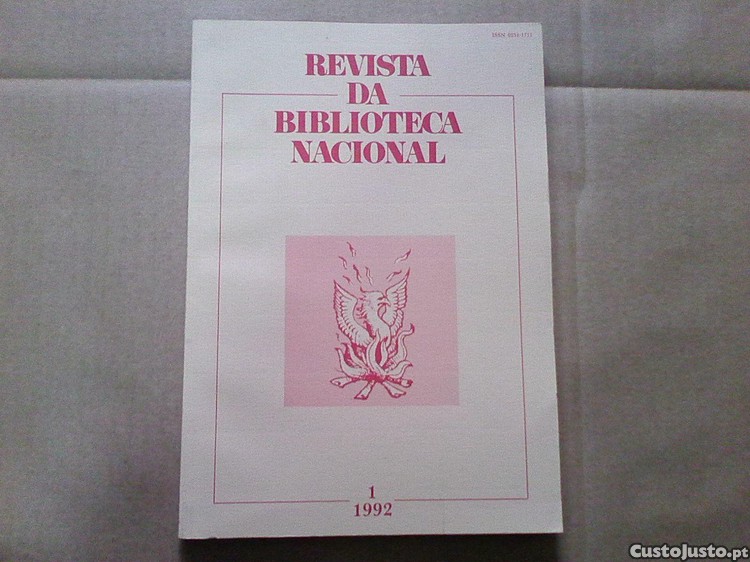 REVISTA
DA
BIBLIOTECA
NACIONAL
1
1992
CustoJusto.pt